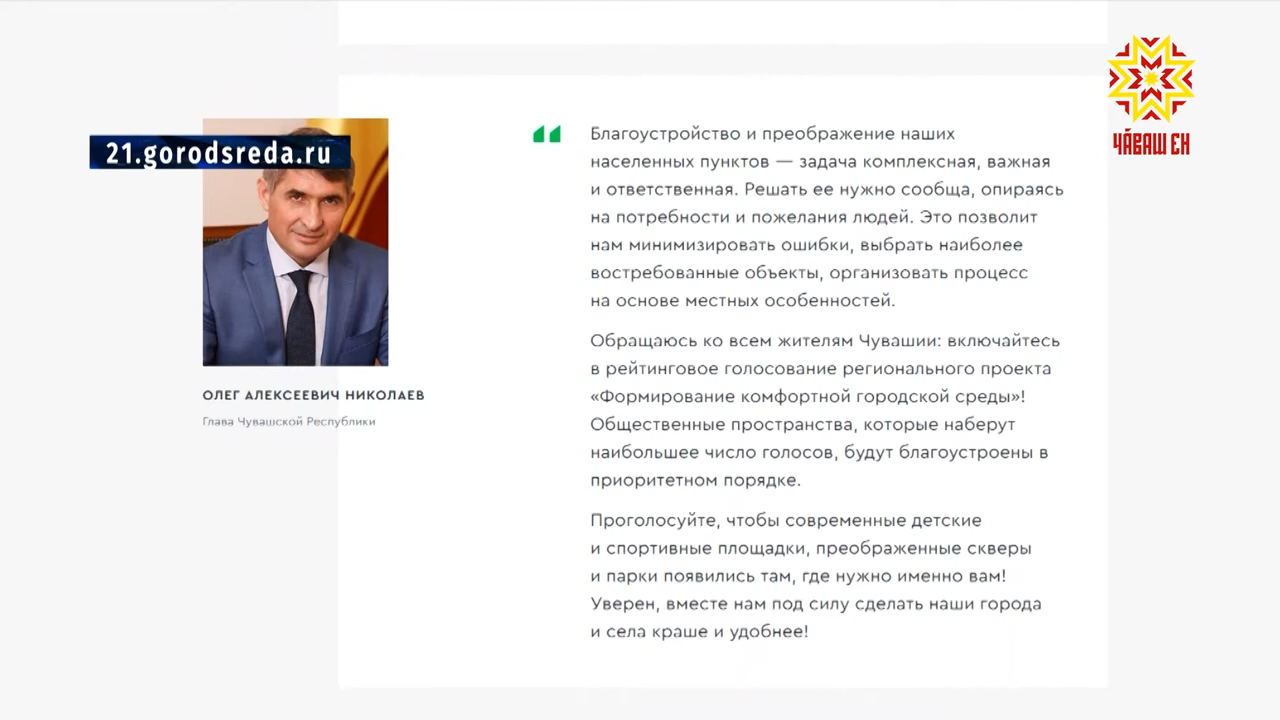 21.gorodsreda.ru
ЧӐВАШ ЕН
ОЛЕГ АЛЕКСЕЕВИЧ НИКОЛАЕВ
Глава Чувашской Республики
Благоустройство и преображение наших
населенных пунктов — задача комплексная, важная
и ответственная. Решать ее нужно сообща, опираясь
на потребности и пожелания людей. Это позволит
нам минимизировать ошибки, выбрать наиболее
востребованные объекты, организовать процесс
на основе местных особенностей.
Обращаюсь ко всем жителям Чувашии: включайтесь
в рейтинговое голосование регионального проекта
«Формирование комфортной городской среды»!
Общественные пространства, которые наберут
наибольшее число голосов, будут благоустроены в
приоритетном порядке.
Проголосуйте, чтобы современные детские
и спортивные площадки, преображенные скверы
и парки появились там, где нужно именно вам!
Уверен, вместе нам под силу сделать наши города
и села краше и удобнее!